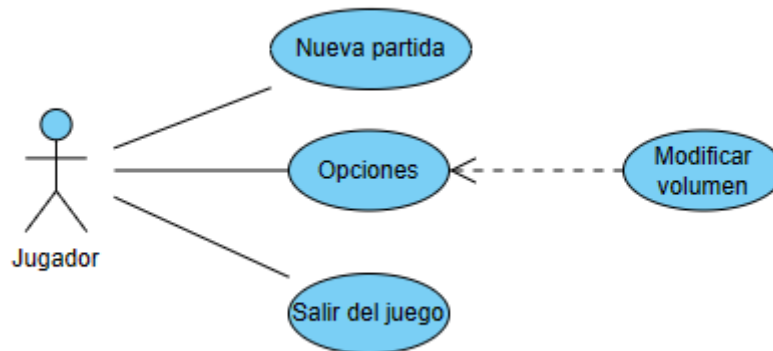 Nueva partida
Opciones
Modificar
volumen
Jugador
Salir del juego